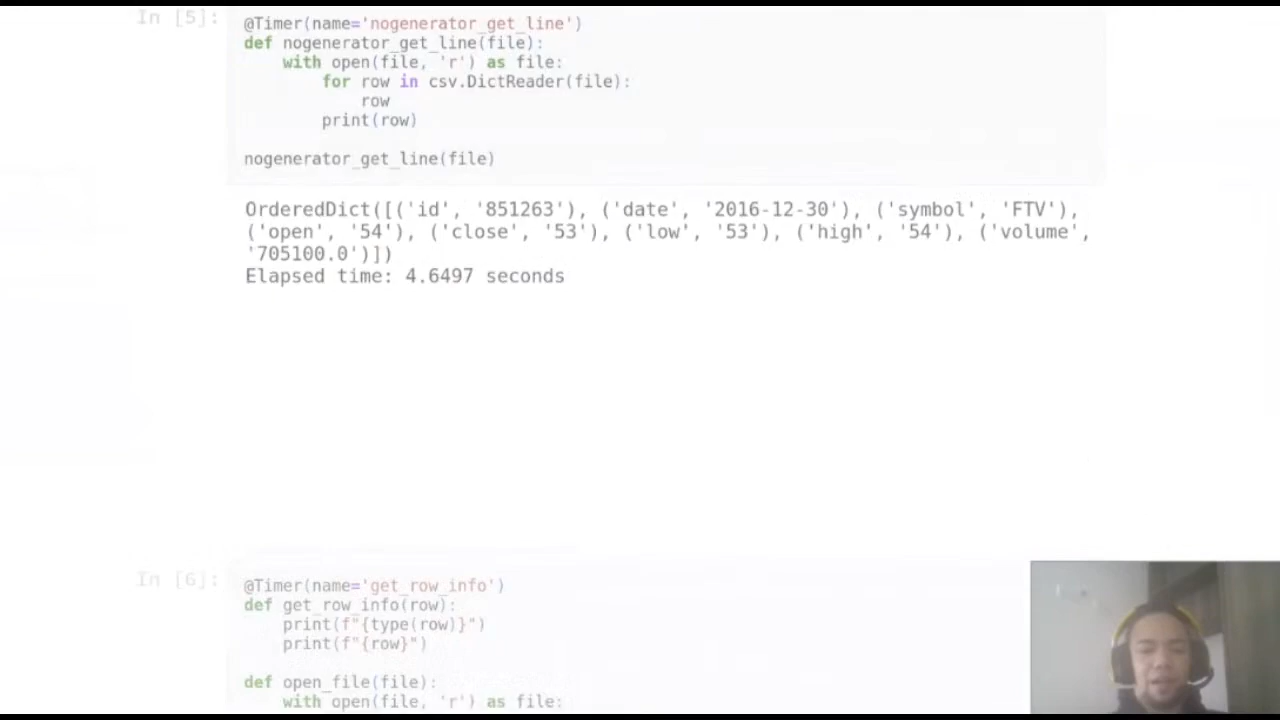 In [5]:
@Timer(name='nogenerator_get_line')
def nogenerator_get_line(file):
    with open(file, 'r') as file:
        for row in csv.DictReader(file):
            row
        print(row)
nogenerator_get_line(file)
OrderedDict([('id', '851263'), ('date', '2016-12-30'), ('symbol', 'FTV'),
('open', '54'), ('close', '53'), ('low', '53'), ('high', '54'), ('volume',
'705100.0')])
Elapsed time: 4.6497 seconds
In [6]:
@Timer(name='get_row_info')
def get_row_info(row):
    print(f"{type(row)}")
    print(f"{row}")
def open_file(file):
    with open(file, 'r') as file: